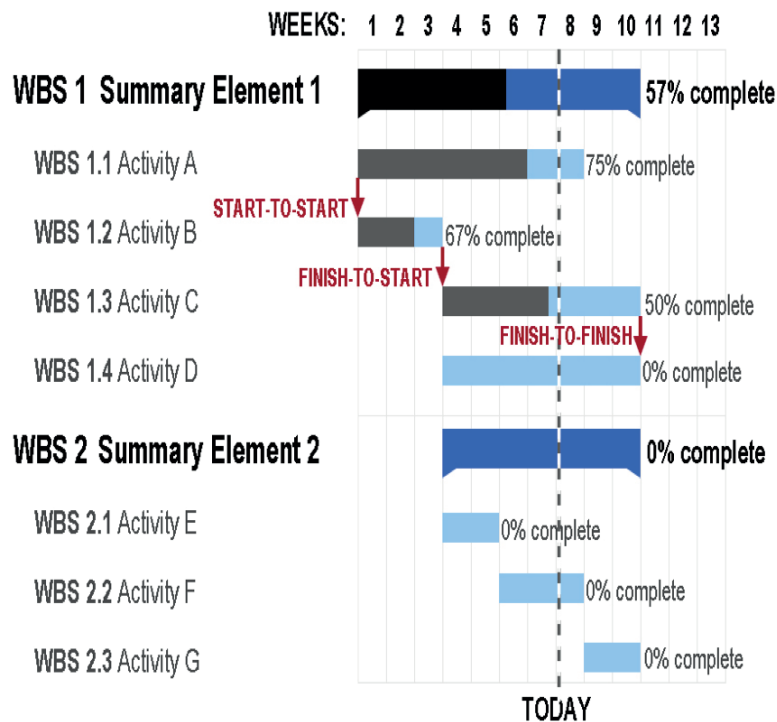 WEEKS: 1 2 3 4 5 6 7 8 9 10 11 12 13
WBS 1 Summary Element 1 57% complete
WBS 1.1 Activity A 75% complete
START-TO-START
WBS 1.2 Activity B 67% complete
FINISH-TO-START
WBS 1.3 Activity C 50% complete
FINISH-TO-FINISH
WBS 1.4 Activity D 0% complete
WBS 2 Summary Element 2 0% complete
WBS 2.1 Activity E 0% complete
WBS 2.2 Activity F 0% complete
WBS 2.3 Activity G 0% complete
TODAY